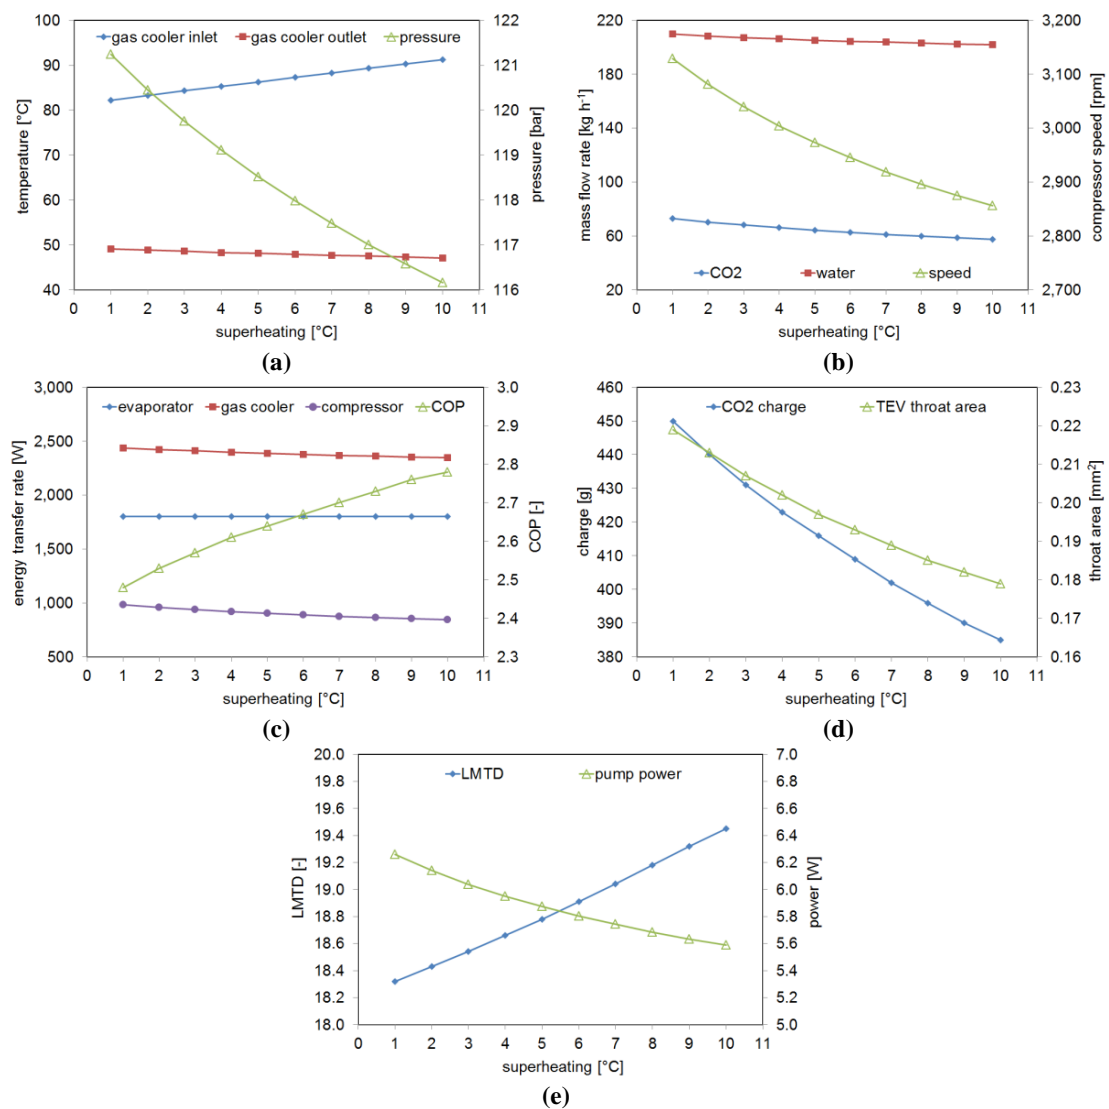 100 122
gas cooler inlet gas cooler outlet pressure
90 121
80 120
70 119
60 118
50 117
40 116
temperature [°C]
pressure [bar]
0 1 2 3 4 5 6 7 8 9 10 11
superheating [°C]
(a)
220 3,200
180 3,100
140 3,000
100 2,900
60 2,800
CO2 water speed
20 2,700
mass flow rate [kg h-1]
compressor speed [rpm]
0 1 2 3 4 5 6 7 8 9 10 11
superheating [°C]
(b)
3,000 3.0
evaporator gas cooler compressor COP
2.9
2,500 2.8
2,000 2.7
1,500 2.6
2.5
1,000 2.4
500 2.3
energy transfer rate [W]
COP [-]
0 1 2 3 4 5 6 7 8 9 10 11
superheating [°C]
(c)
460 0.23
CO2 charge TEV throat area
450 0.22
440 0.21
430 0.20
420 0.19
410
400 0.18
390 0.17
380 0.16
charge [g]
throat area [mm2]
0 1 2 3 4 5 6 7 8 9 10 11
superheating [°C]
(d)
20.0 7.0
LMTD pump power
19.8 6.8
19.6 6.6
19.4 6.4
19.2 6.2
19.0 6.0
18.8 5.8
18.6 5.6
18.4 5.4
18.2 5.2
18.0 5.0
LMTD [-]
power [W]
0 1 2 3 4 5 6 7 8 9 10 11
superheating [°C]
(e)